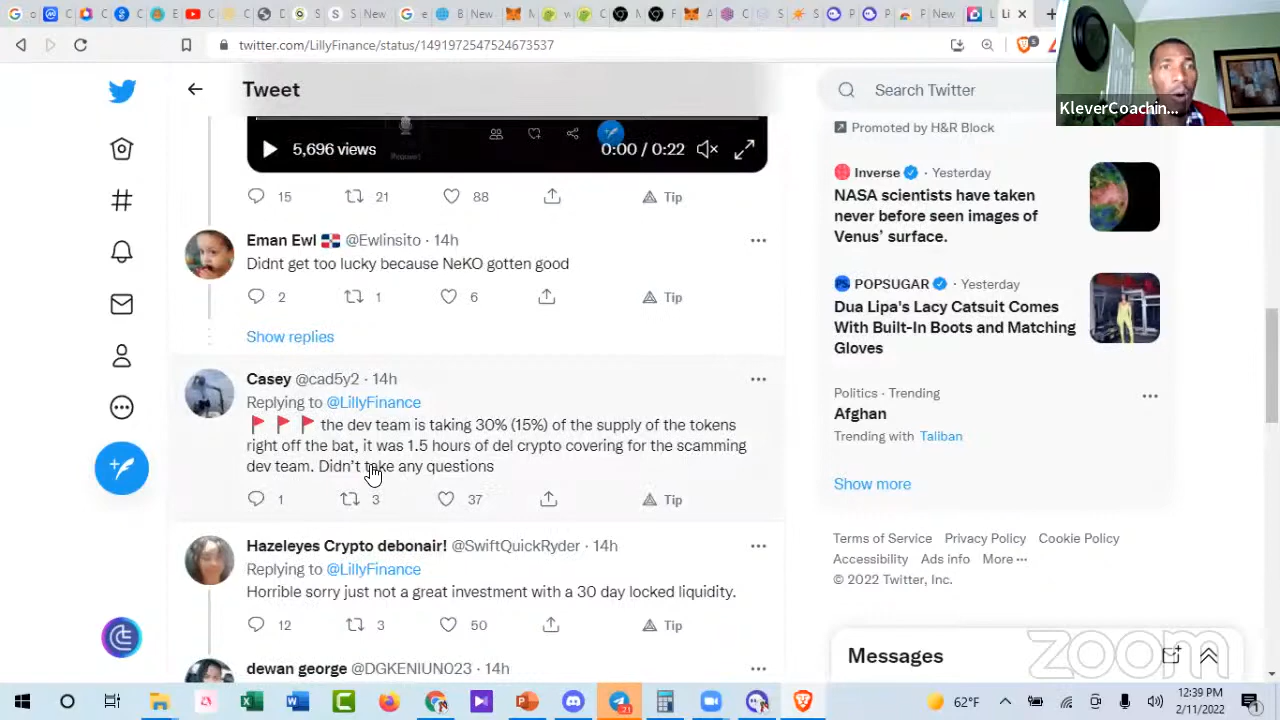 New
Li
twitter.com/LillyFinance/status/1491972547524673537
KleverCoachin...
Tweet
5,696 views
0:00 / 0:22
15
21
88
Tip
Eman Ewl @Ewlinsito · 14h
Didnt get too lucky because NeKO gotten good
2
1
6
Tip
Show replies
Casey @cad5y2 · 14h
Replying to @LillyFinance
🚩 🚩 🚩 the dev team is taking 30% (15%) of the supply of the tokens
right off the bat, it was 1.5 hours of del crypto covering for the scamming
dev team. Didn't take any questions
1
3
37
Tip
Hazeleyes Crypto debonair! @SwiftQuickRyder · 14h
Replying to @LillyFinance
Horrible sorry just not a great investment with a 30 day locked liquidity.
12
3
50
Tip
dewan george @DGKENIUN023 · 14h
Search Twitter
Promoted by H&R Block
Inverse · Yesterday
NASA scientists have taken
never before seen images of
Venus' surface.
POPSUGAR · Yesterday
Dua Lipa's Lacy Catsuit Comes
With Built-In Boots and Matching
Gloves
Politics · Trending
Afghan
Trending with Taliban
Show more
Terms of Service Privacy Policy Cookie Policy
Accessibility Ads info More ···
© 2022 Twitter, Inc.
Messages
zoom
62°F
12:39 PM
2/11/2022